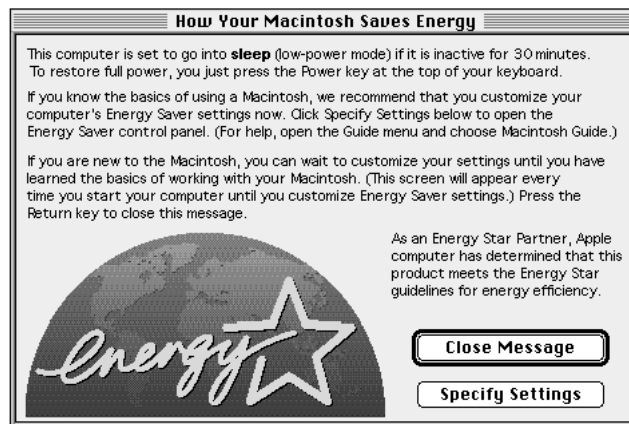 How Your Macintosh Saves Energy
This computer is set to go into sleep (low-power mode) if it is inactive for 30 minutes.
To restore full power, you just press the Power key at the top of your keyboard.
If you know the basics of using a Macintosh, we recommend that you customize your
computer's Energy Saver settings now. Click Specify Settings below to open the
Energy Saver control panel. (For help, open the Guide menu and choose Macintosh Guide.)
If you are new to the Macintosh, you can wait to customize your settings until you have
learned the basics of working with your Macintosh. (This screen will appear every
time you start your computer until you customize Energy Saver settings.) Press the
Return key to close this message.
As an Energy Star Partner, Apple
computer has determined that this
product meets the Energy Star
guidelines for energy efficiency.
energy
Close Message
Specify Settings